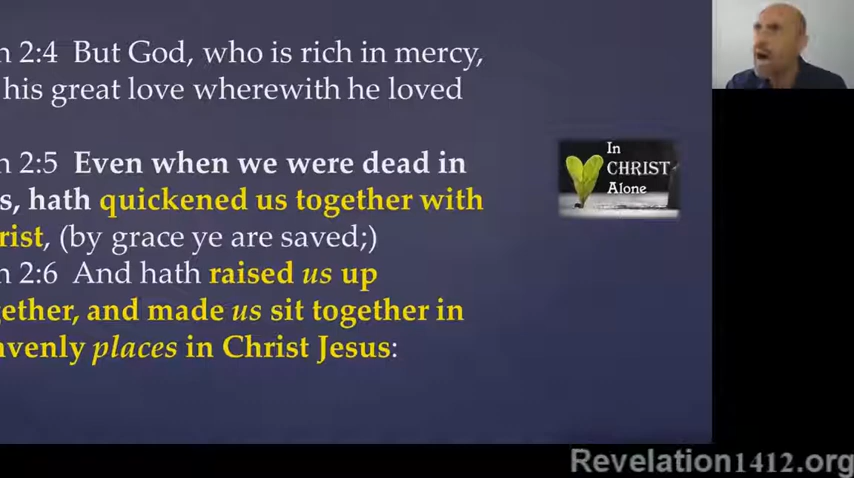 n 2:4 But God, who is rich in mercy,
his great love wherewith he loved
n 2:5 Even when we were dead in
s, hath quickened us together with
rist, (by grace ye are saved;)
n 2:6 And hath raised us up
gether, and made us sit together in
avenly places in Christ Jesus:
In
CHRIST
Alone
Revelation1412.org